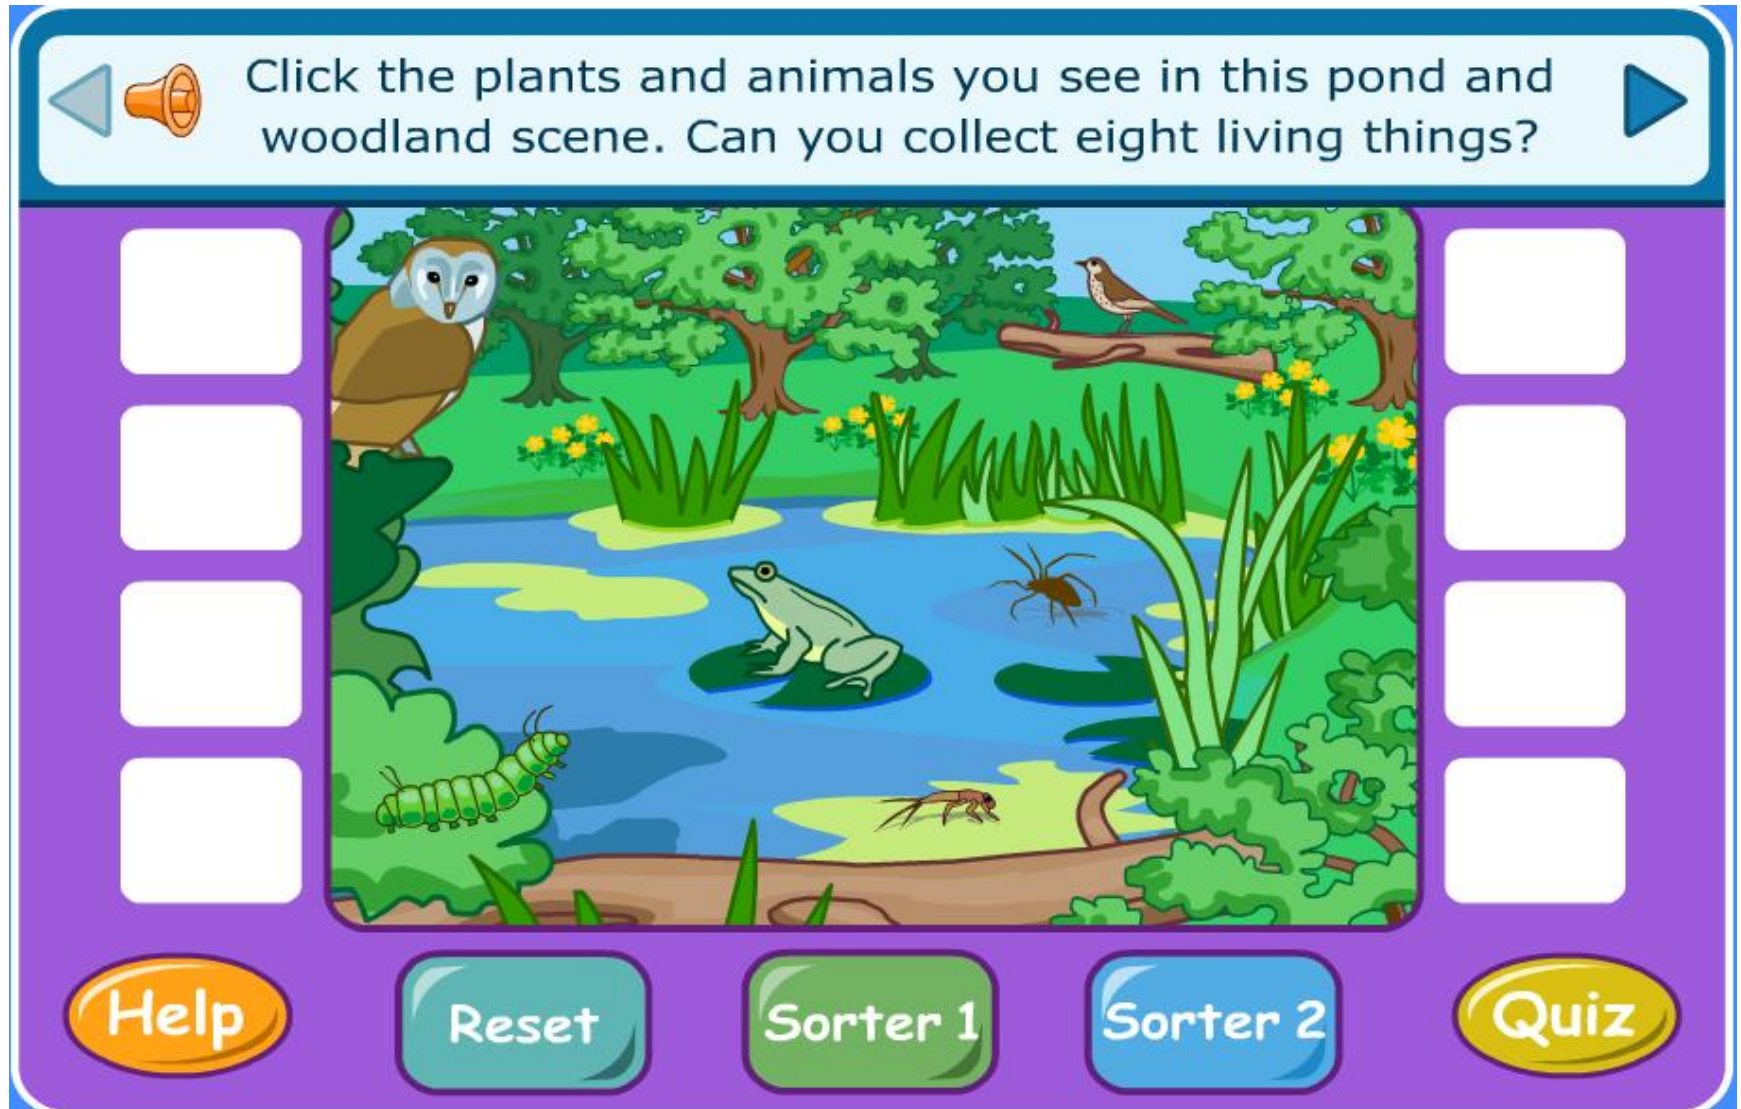 Click the plants and animals you see in this pond and
woodland scene. Can you collect eight living things?
Help
Reset
Sorter 1
Sorter 2
Quiz